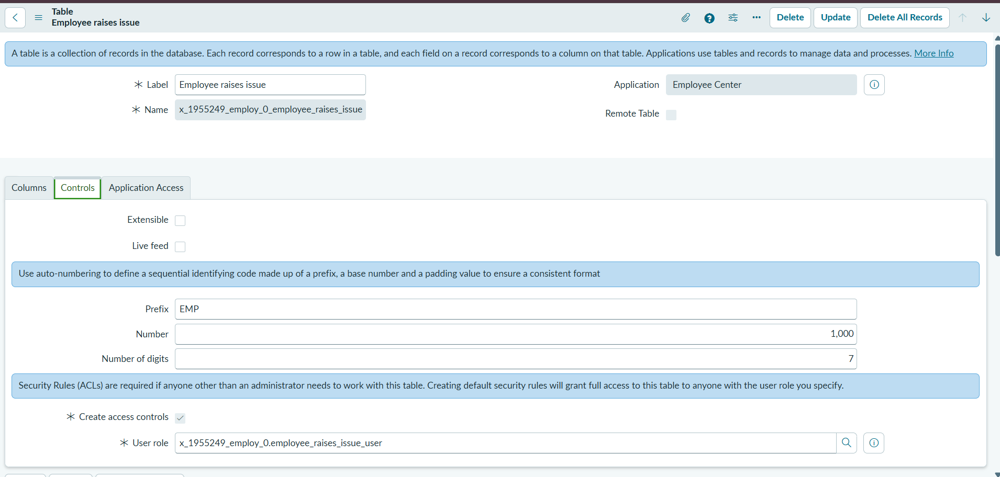 Table
Employee raises issue
Delete
Update
Delete All Records
A table is a collection of records in the database. Each record corresponds to a row in a table, and each field on a record corresponds to a column on that table. Applications use tables and records to manage data and processes. More Info
Label
Employee raises issue
Application
Employee Center
Name
x_1955249_employ_0_employee_raises_issue
Remote Table
Columns
Controls
Application Access
Extensible
Live feed
Use auto-numbering to define a sequential identifying code made up of a prefix, a base number and a padding value to ensure a consistent format
Prefix
EMP
Number
1,000
Number of digits
7
Security Rules (ACLs) are required if anyone other than an administrator needs to work with this table. Creating default security rules will grant full access to this table to anyone with the user role you specify.
Create access controls
User role
x_1955249_employ_0.employee_raises_issue_user